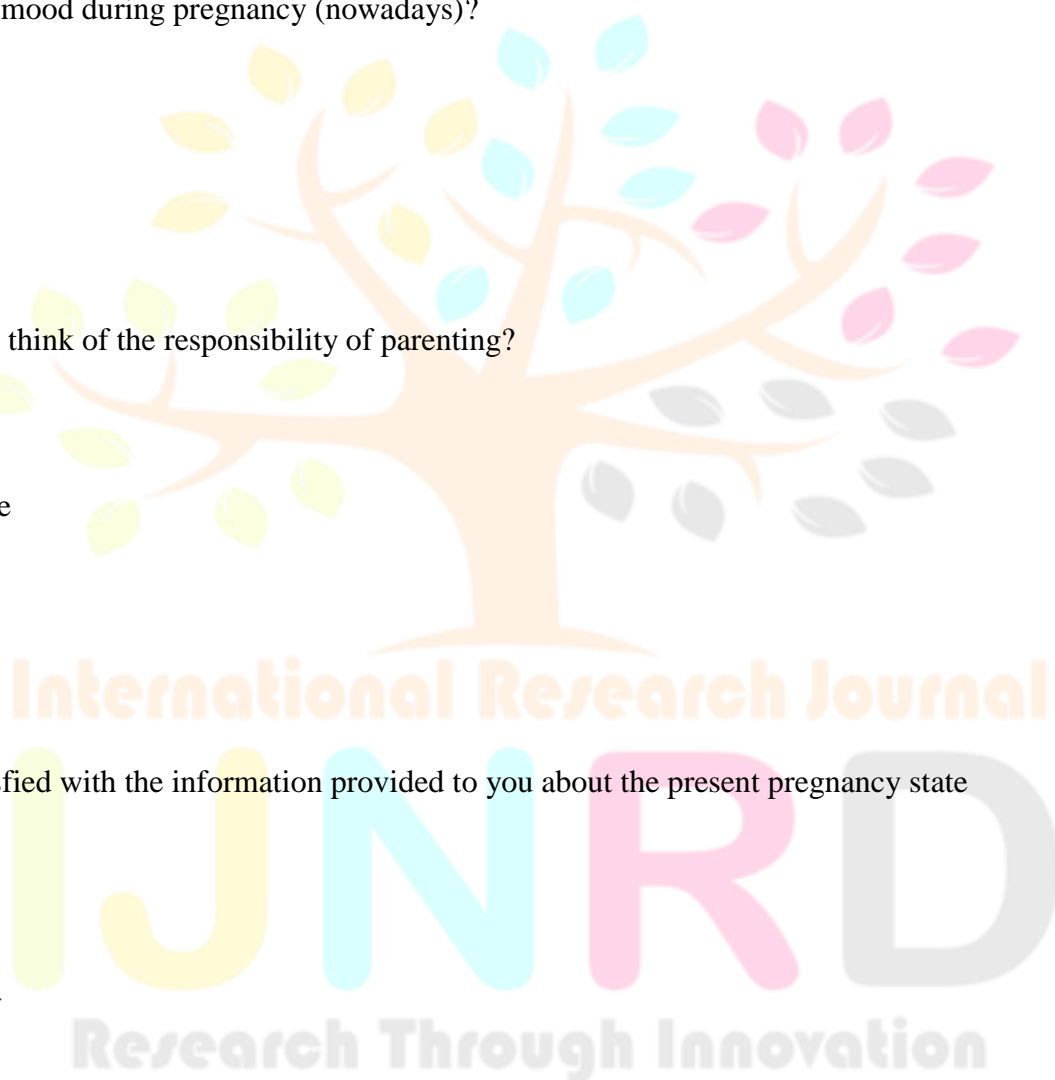 mood during pregnancy (nowadays)?
think of the responsibility of parenting?
International Research Journal
fied with the information provided to you about the present pregnancy state
IJNRD
Research Through Innovation